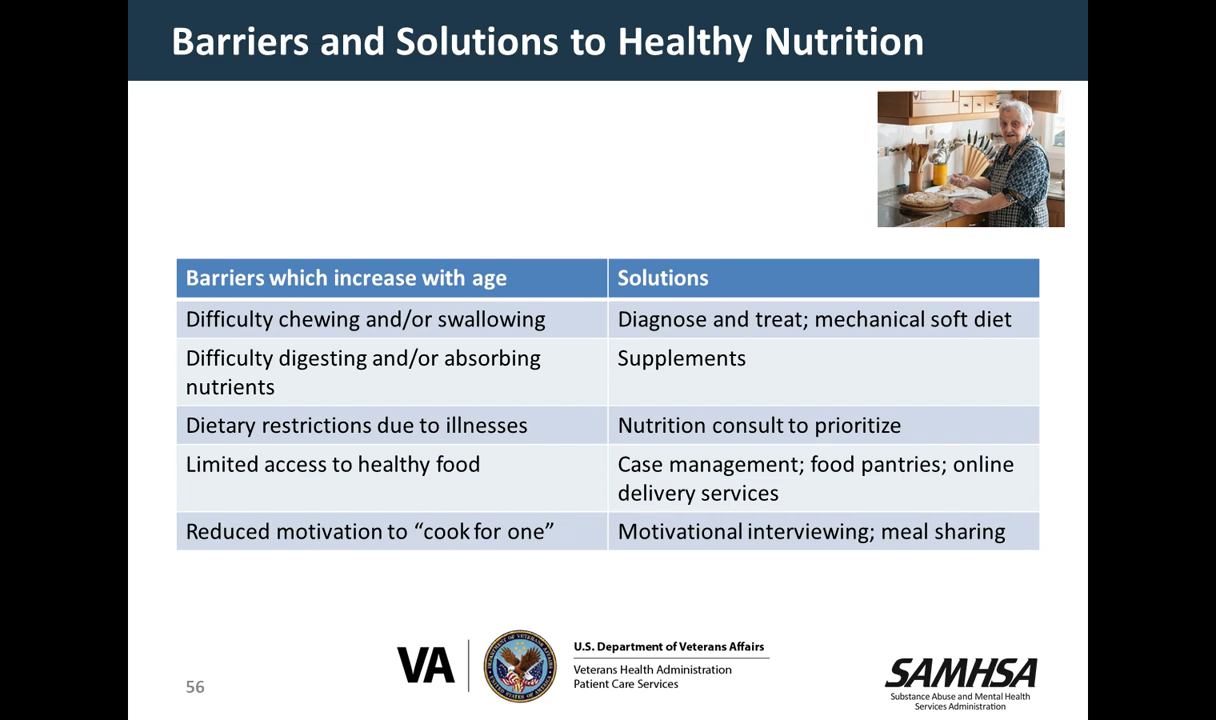 Barriers and Solutions to Healthy Nutrition
Barriers which increase with age
Solutions
Difficulty chewing and/or swallowing
Diagnose and treat; mechanical soft diet
Difficulty digesting and/or absorbing
nutrients
Supplements
Dietary restrictions due to illnesses
Nutrition consult to prioritize
Limited access to healthy food
Case management; food pantries; online
delivery services
Reduced motivation to “cook for one”
Motivational interviewing; meal sharing
56
VA
U.S. Department of Veterans Affairs
Veterans Health Administration
Patient Care Services
SAMHSA
Substance Abuse and Mental Health
Services Administration